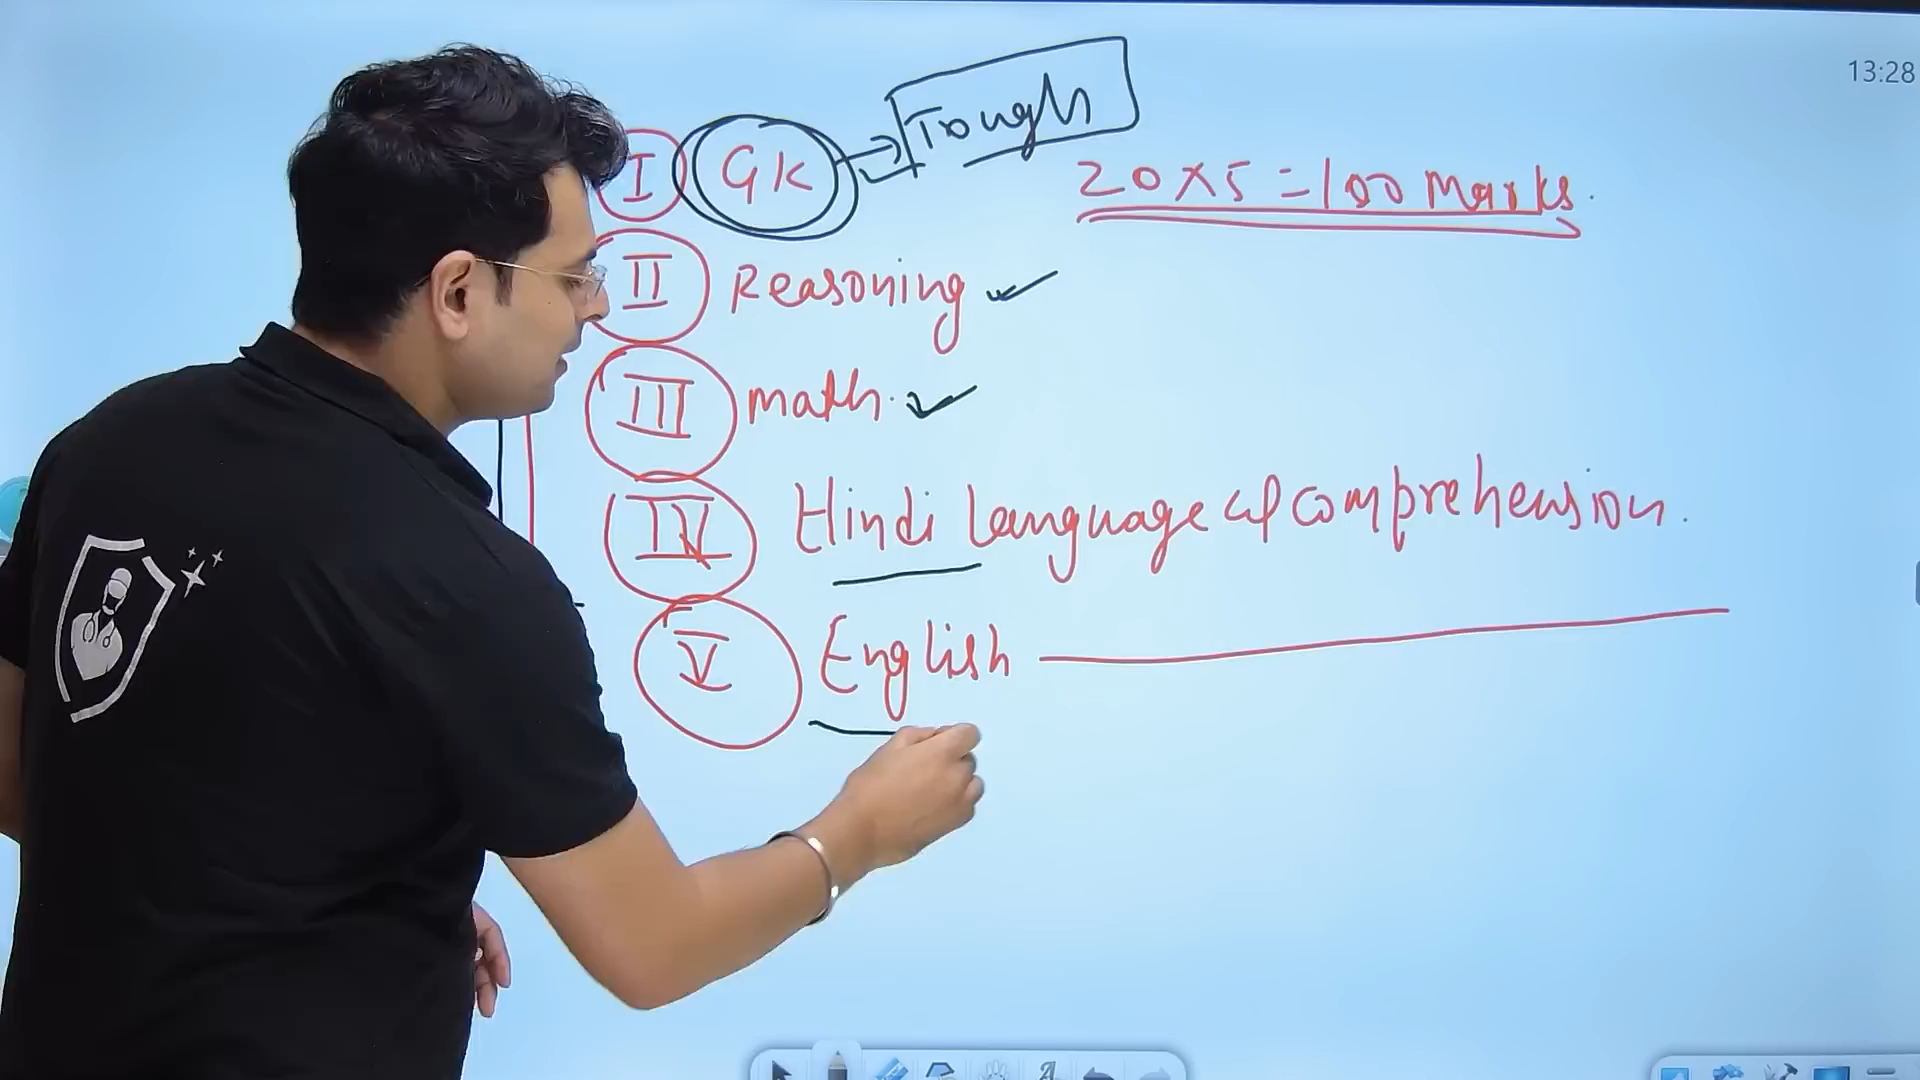 13:28
I GK → Tough
20 X 5 = 100 Marks.
II Reasoning
III math.
IV Hindi Language & Comprehension.
V English